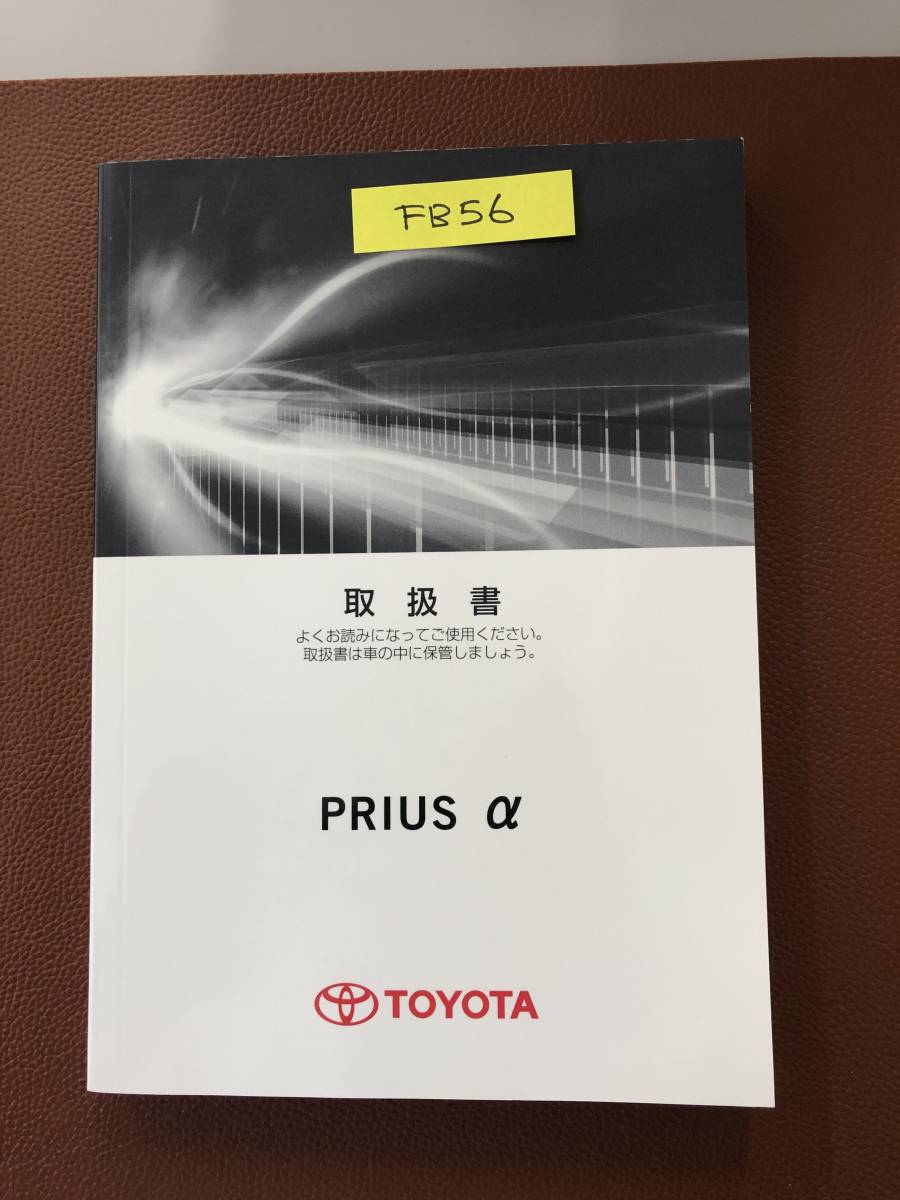 FB56
取扱書
よくお読みになってご使用ください。
取扱書は車の中に保管しましょう。
PRIUS α
TOYOTA